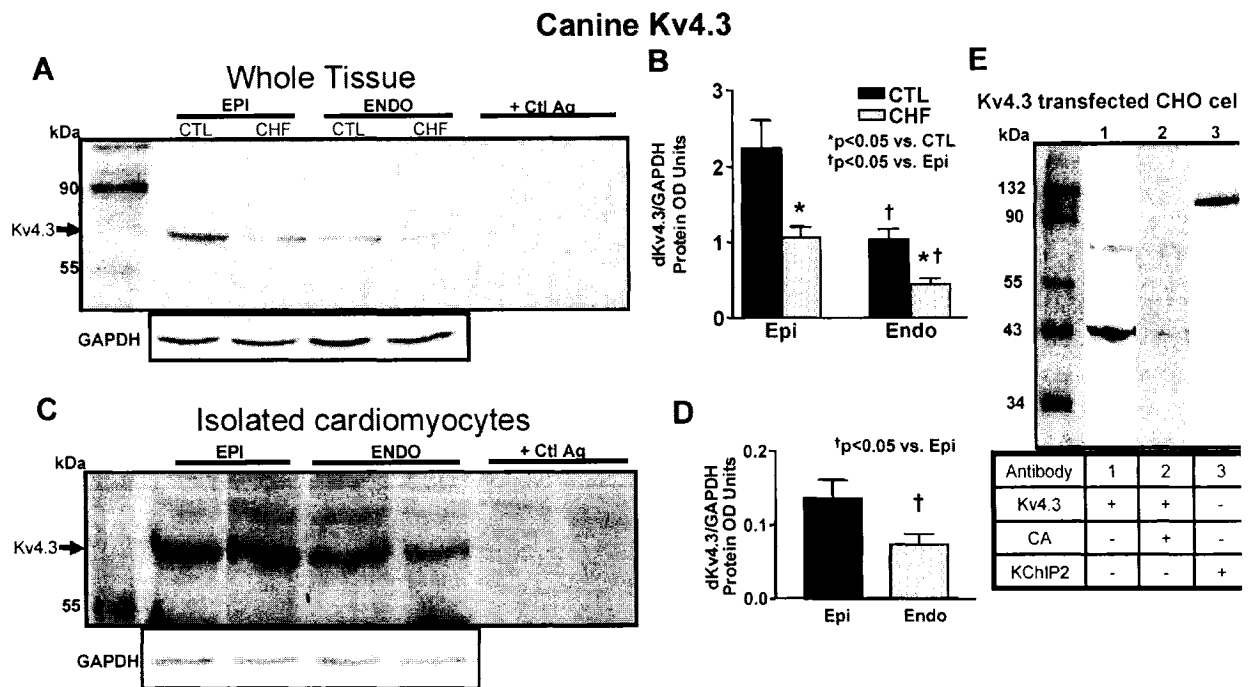 Canine Kv4.3
A
Whole Tissue
EPI ENDO + Ctl Ag
kDa CTL CHF CTL CHF
90
Kv4.3
55
GAPDH
B
dKv4.3/GAPDH
Protein OD Units
3
2
1
0
CTL
CHF
*p<0.05 vs. CTL
†p<0.05 vs. Epi
*
†
*†
Epi Endo
C
Isolated cardiomyocytes
EPI ENDO + Ctl Ag
kDa
Kv4.3
55
GAPDH
D
dKv4.3/GAPDH
Protein OD Units
0.2
0.1
0.0
†p<0.05 vs. Epi
†
Epi Endo
E
Kv4.3 transfected CHO cel
kDa 1 2 3
132
90
55
43
34
Antibody 1 2 3
Kv4.3 + + -
CA - + -
KChIP2 - - +